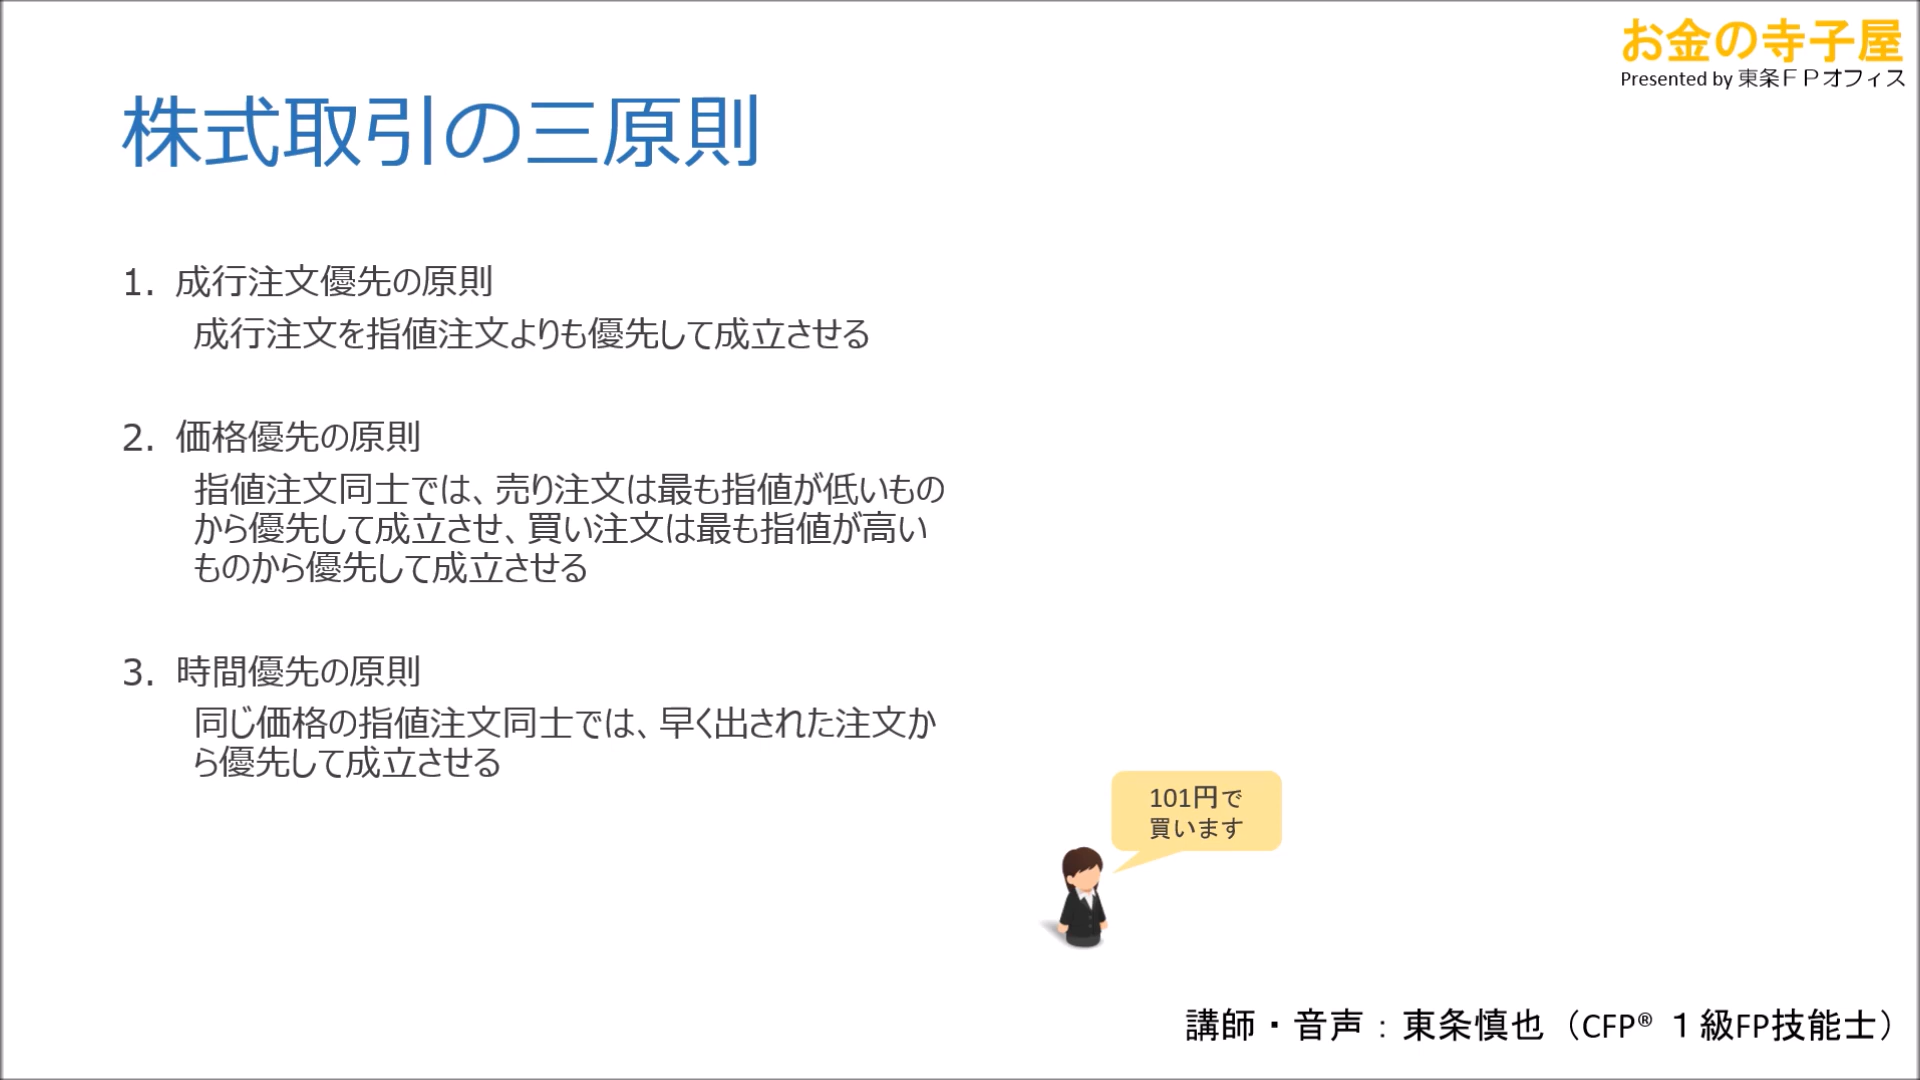 お金の寺子屋
Presented by 東条ＦＰオフィス
株式取引の三原則
1. 成行注文優先の原則
成行注文を指値注文よりも優先して成立させる
2. 価格優先の原則
指値注文同士では、売り注文は最も指値が低いもの
から優先して成立させ、買い注文は最も指値が高い
ものから優先して成立させる
3. 時間優先の原則
同じ価格の指値注文同士では、早く出された注文か
ら優先して成立させる
101円で
買います
講師・音声：東条慎也（CFP® １級FP技能士）